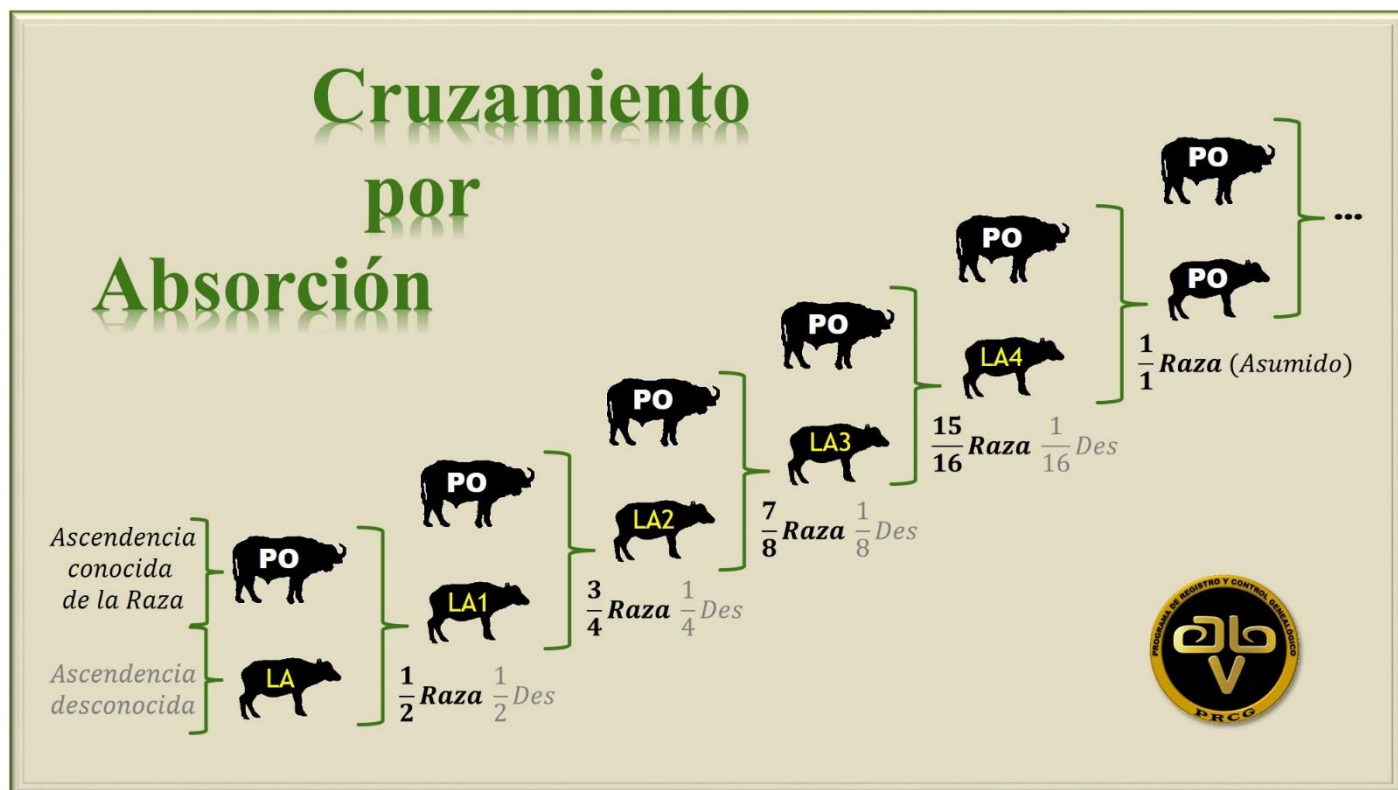 Cruzamiento
por
Absorción
Ascendencia
conocida
de la Raza
Ascendencia
desconocida
PO
LA
PO
LA1
1/2 Raza 1/2 Des
PO
LA2
3/4 Raza 1/4 Des
PO
LA3
7/8 Raza 1/8 Des
PO
LA4
15/16 Raza 1/16 Des
PO
PO
1/1 Raza (Asumido)
...
PROGRAMA DE REGISTRO Y CONTROL GENEALÓGICO
abv
PRCG